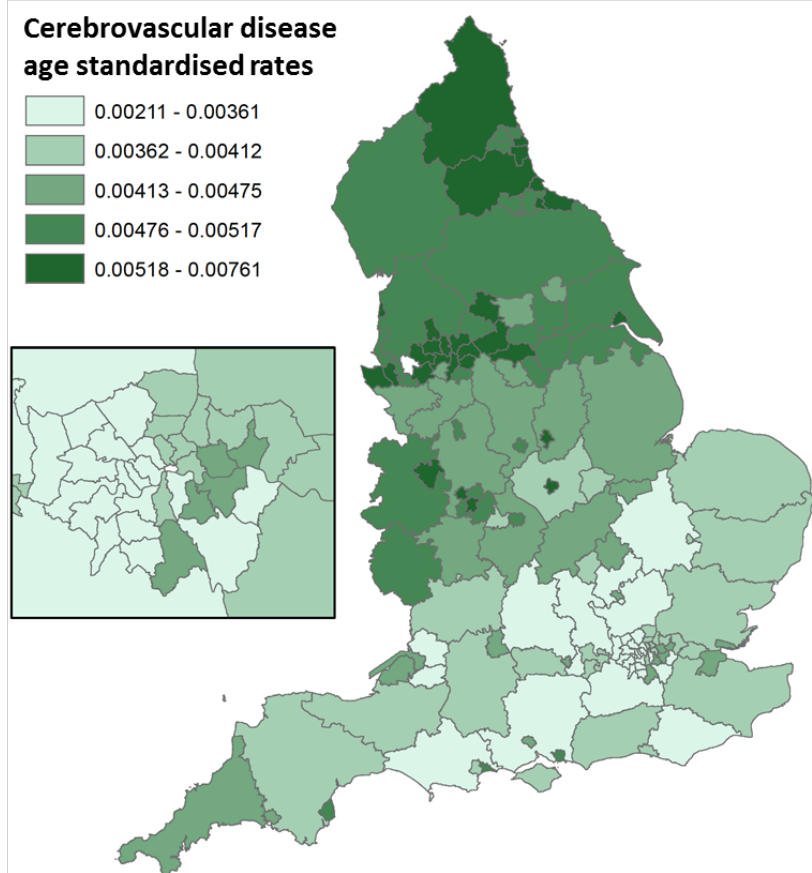 Cerebrovascular disease
age standardised rates
0.00211 - 0.00361
0.00362 - 0.00412
0.00413 - 0.00475
0.00476 - 0.00517
0.00518 - 0.00761